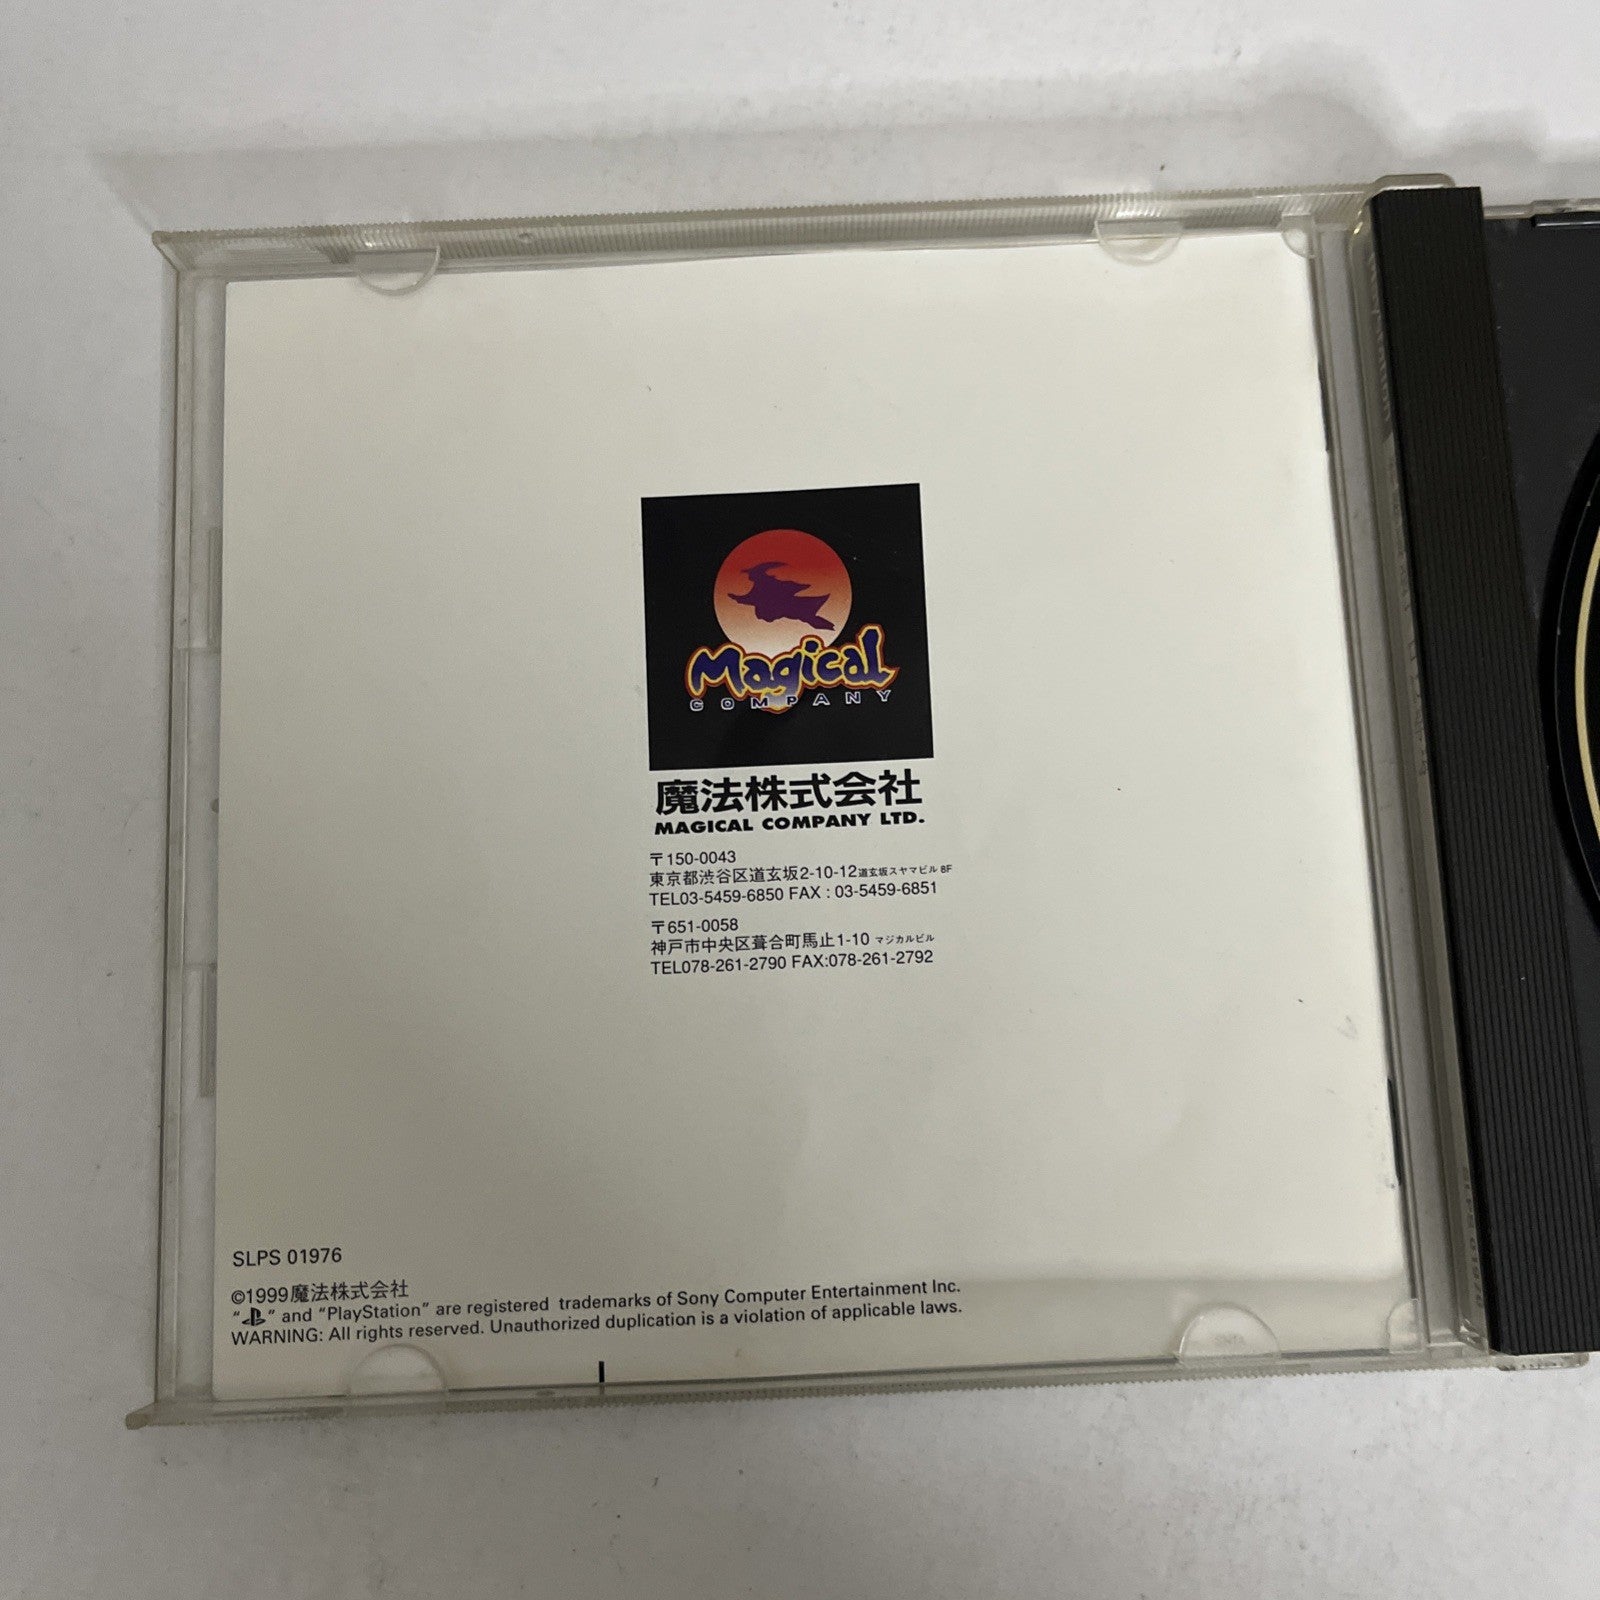 Magical
COMPANY
魔法株式会社
MAGICAL COMPANY LTD.
〒150-0043
東京都渋谷区道玄坂2-10-12道玄坂スヤマビル 8F
TEL03-5459-6850 FAX : 03-5459-6851
〒651-0058
神戸市中央区葺合町馬止1-10 マジカルビル
TEL078-261-2790 FAX:078-261-2792
SLPS 01976
©1999魔法株式会社
“ ” and “PlayStation” are registered trademarks of Sony Computer Entertainment Inc.
WARNING: All rights reserved. Unauthorized duplication is a violation of applicable laws.